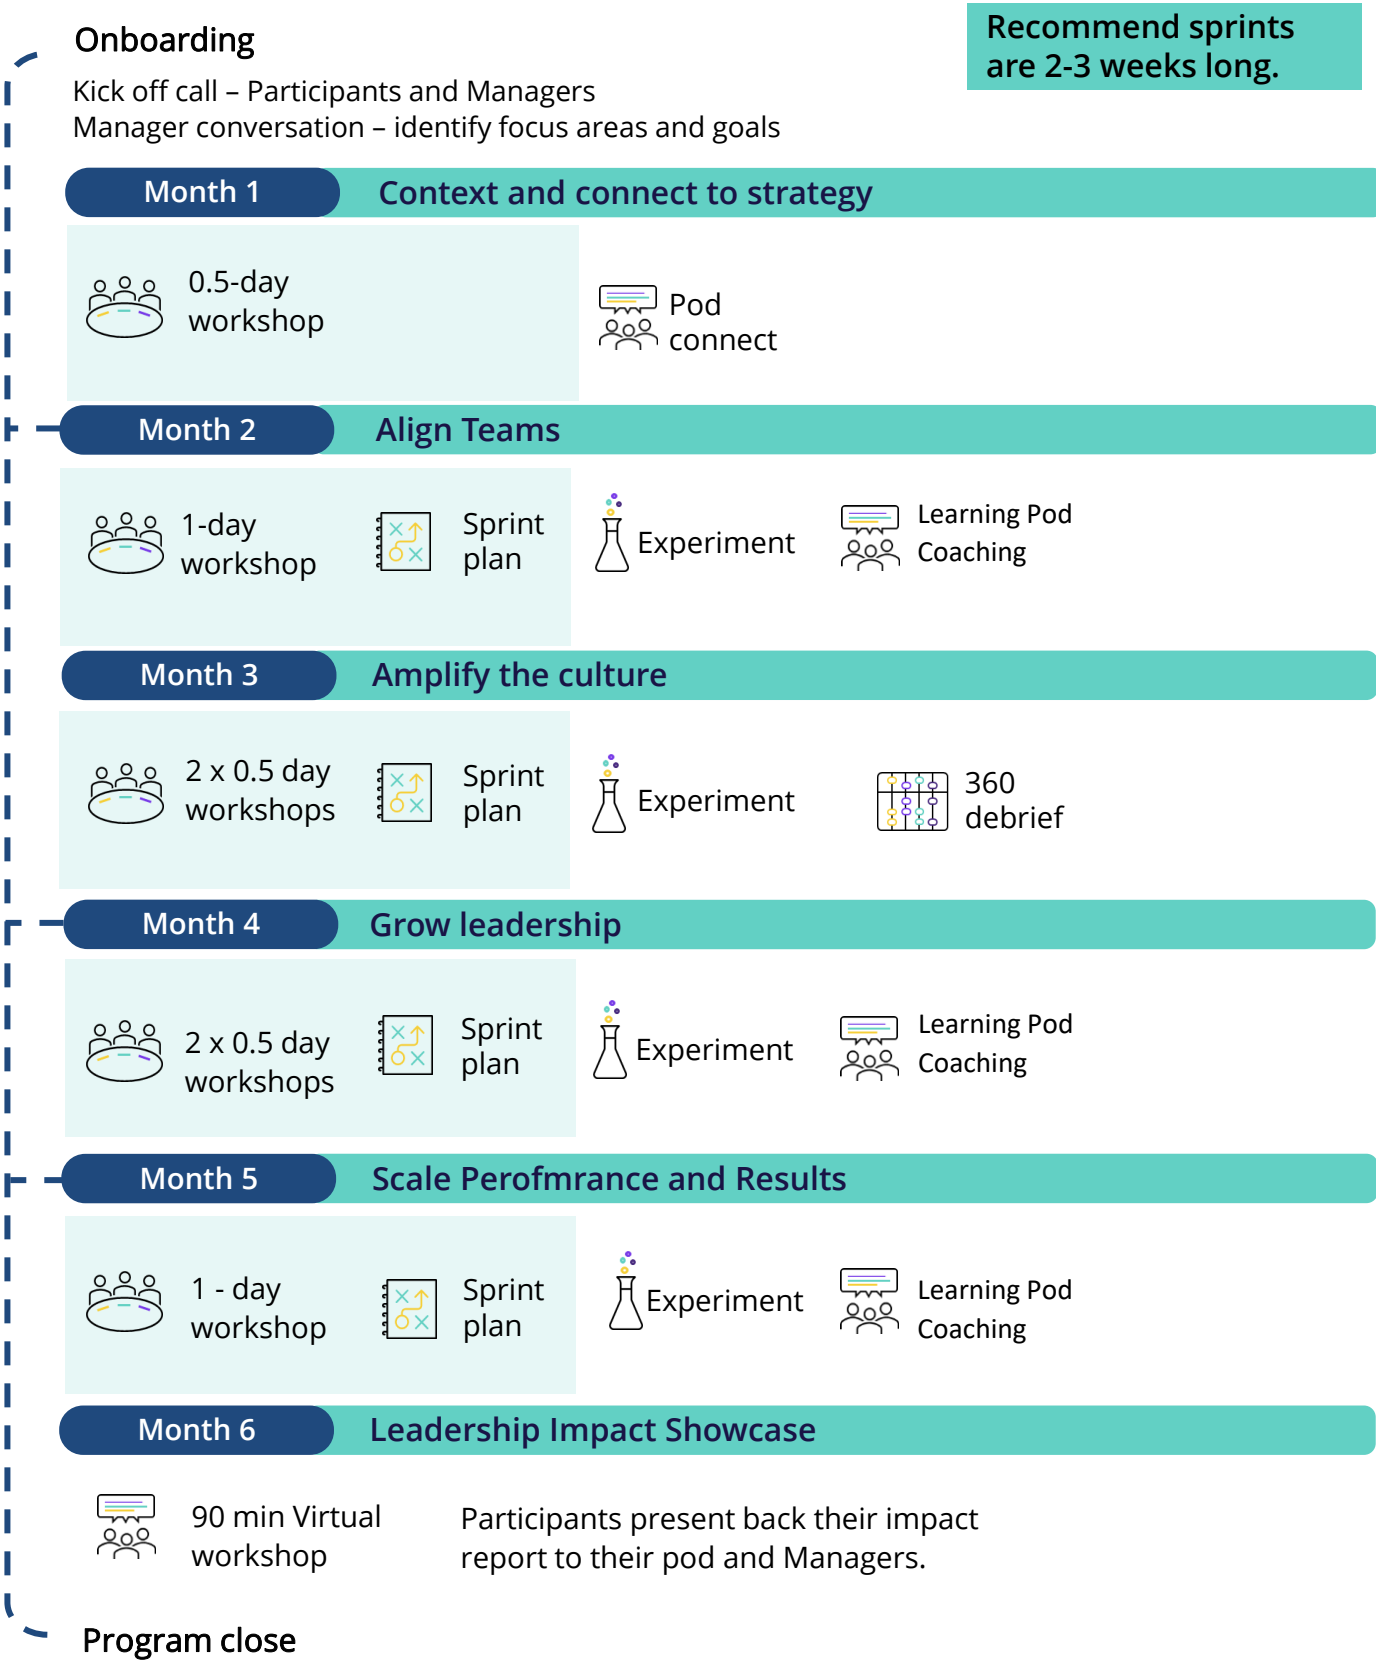 Onboarding
Recommend sprints
are 2-3 weeks long.
Kick off call – Participants and Managers
Manager conversation – identify focus areas and goals
Month 1
Context and connect to strategy
0.5-day
workshop
Pod
connect
Month 2
Align Teams
1-day
workshop
Sprint
plan
Experiment
Learning Pod
Coaching
Month 3
Amplify the culture
2 x 0.5 day
workshops
Sprint
plan
Experiment
360
debrief
Month 4
Grow leadership
2 x 0.5 day
workshops
Sprint
plan
Experiment
Learning Pod
Coaching
Month 5
Scale Perofmrance and Results
1 - day
workshop
Sprint
plan
Experiment
Learning Pod
Coaching
Month 6
Leadership Impact Showcase
90 min Virtual
workshop
Participants present back their impact
report to their pod and Managers.
Program close